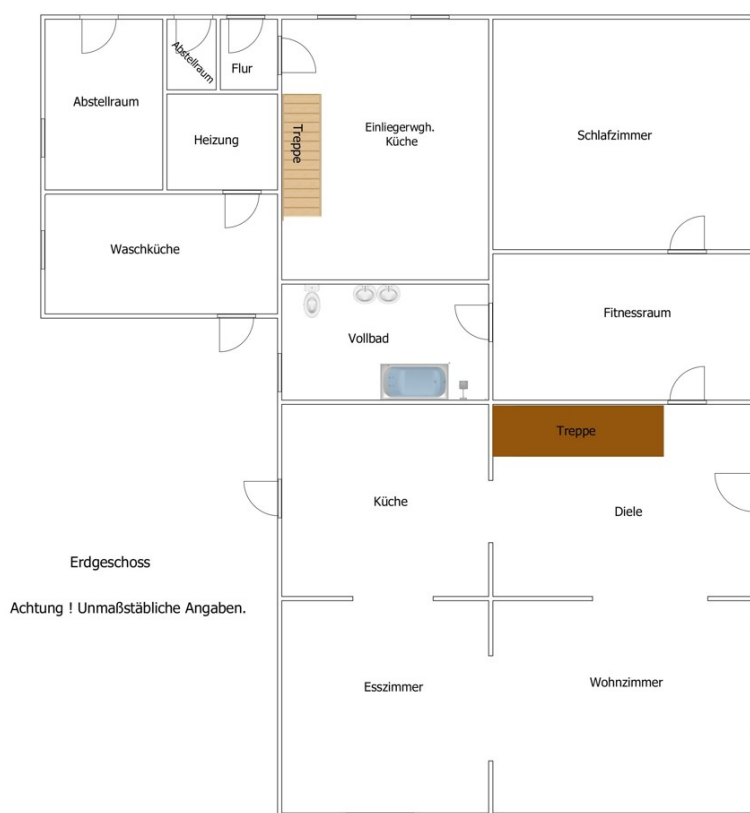 Abstellraum
Abstellraum
Flur
Heizung
Treppe
Einliegerwgh.
Küche
Schlafzimmer
Waschküche
Vollbad
Fitnessraum
Küche
Treppe
Diele
Erdgeschoss
Achtung ! Unmaßstäbliche Angaben.
Esszimmer
Wohnzimmer